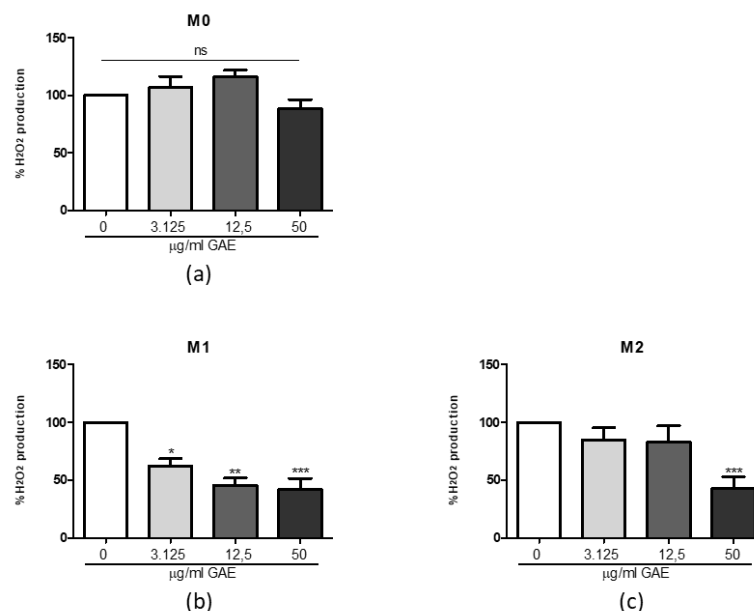 M0
150
ns
100
50
0
% H2O2 production
0 3.125 12,5 50
µg/ml GAE
(a)
M1
150
100
50
0
% H2O2 production
* ** ***
0 3.125 12,5 50
µg/ml GAE
(b)
M2
150
100
50
0
% H2O2 production
***
0 3.125 12,5 50
µg/ml GAE
(c)